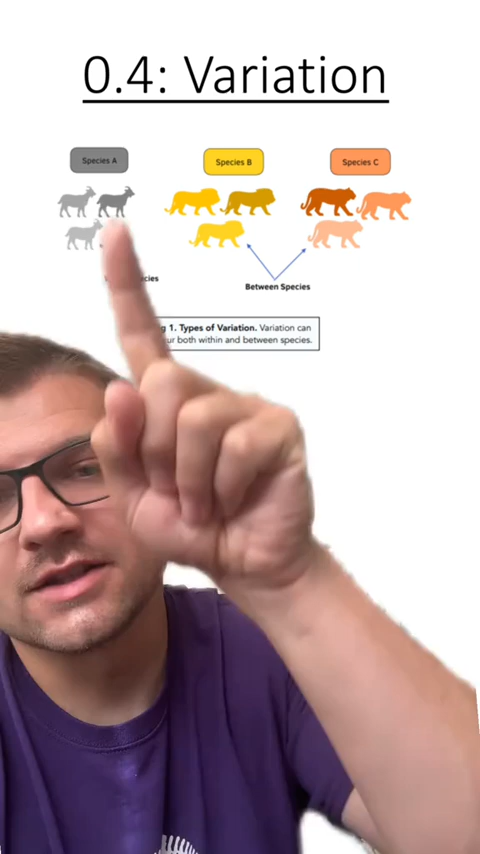 0.4: Variation
Species A
Species B
Species C
Between Species
1. Types of Variation. Variation can
both within and between species.